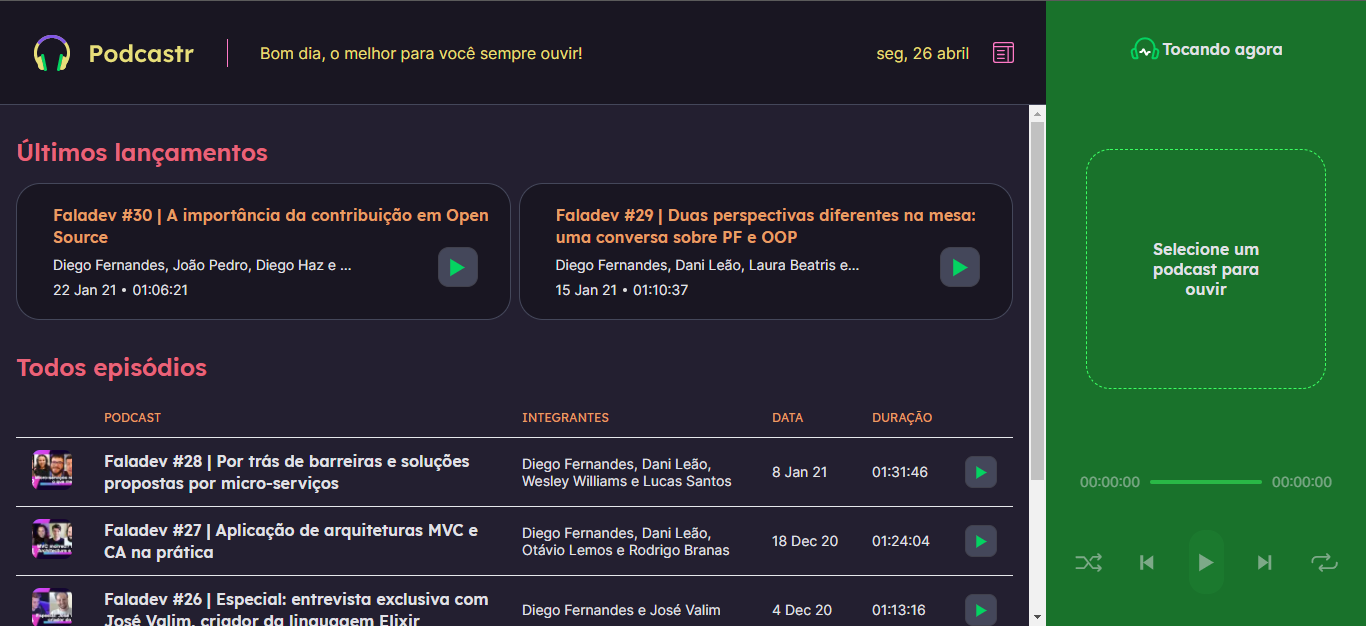 Podcastr
Bom dia, o melhor para você sempre ouvir!
seg, 26 abril
Últimos lançamentos
Faladev #30 | A importância da contribuição em Open
Source
Diego Fernandes, João Pedro, Diego Haz e ...
22 Jan 21 • 01:06:21
Faladev #29 | Duas perspectivas diferentes na mesa:
uma conversa sobre PF e OOP
Diego Fernandes, Dani Leão, Laura Beatris e...
15 Jan 21 • 01:10:37
Todos episódios
PODCAST INTEGRANTES DATA DURAÇÃO
Faladev #28 | Por trás de barreiras e soluções
propostas por micro-serviços
Diego Fernandes, Dani Leão,
Wesley Williams e Lucas Santos
8 Jan 21
01:31:46
Faladev #27 | Aplicação de arquiteturas MVC e
CA na prática
Diego Fernandes, Dani Leão,
Otávio Lemos e Rodrigo Branas
18 Dec 20
01:24:04
Faladev #26 | Especial: entrevista exclusiva com
José Valim, criador da linguagem Elixir
Diego Fernandes e José Valim
4 Dec 20
01:13:16
Tocando agora
Selecione um
podcast para
ouvir
00:00:00
00:00:00